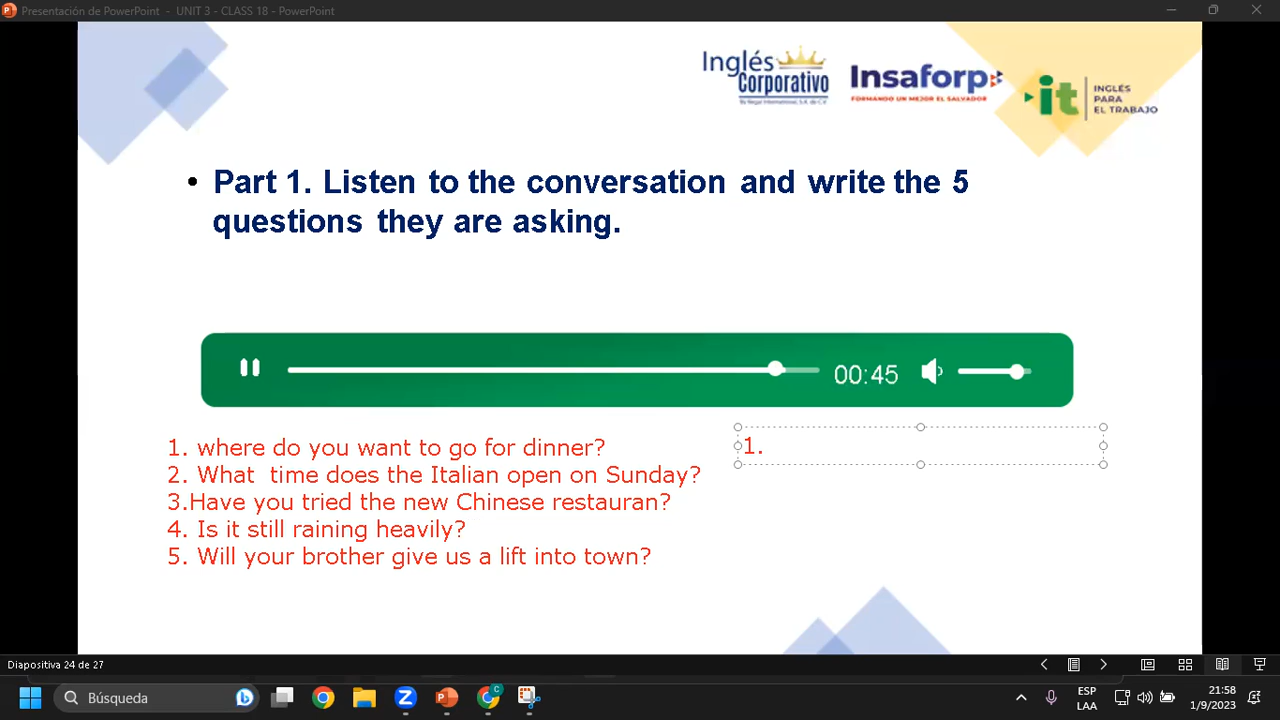 Presentación de PowerPoint - UNIT 3 - CLASS 18 - PowerPoint
Inglés
Corporativo
Insaforp
FORMANDO UN MEJOR EL SALVADOR
it
INGLÉS
PARA
EL TRABAJO
• Part 1. Listen to the conversation and write the 5
questions they are asking.
00:45
1. where do you want to go for dinner?
2. What  time does the Italian open on Sunday?
3.Have you tried the new Chinese restauran?
4. Is it still raining heavily?
5. Will your brother give us a lift into town?
1.
Diapositiva 24 de 27
Búsqueda
ESP
LAA
21:58
1/9/2023